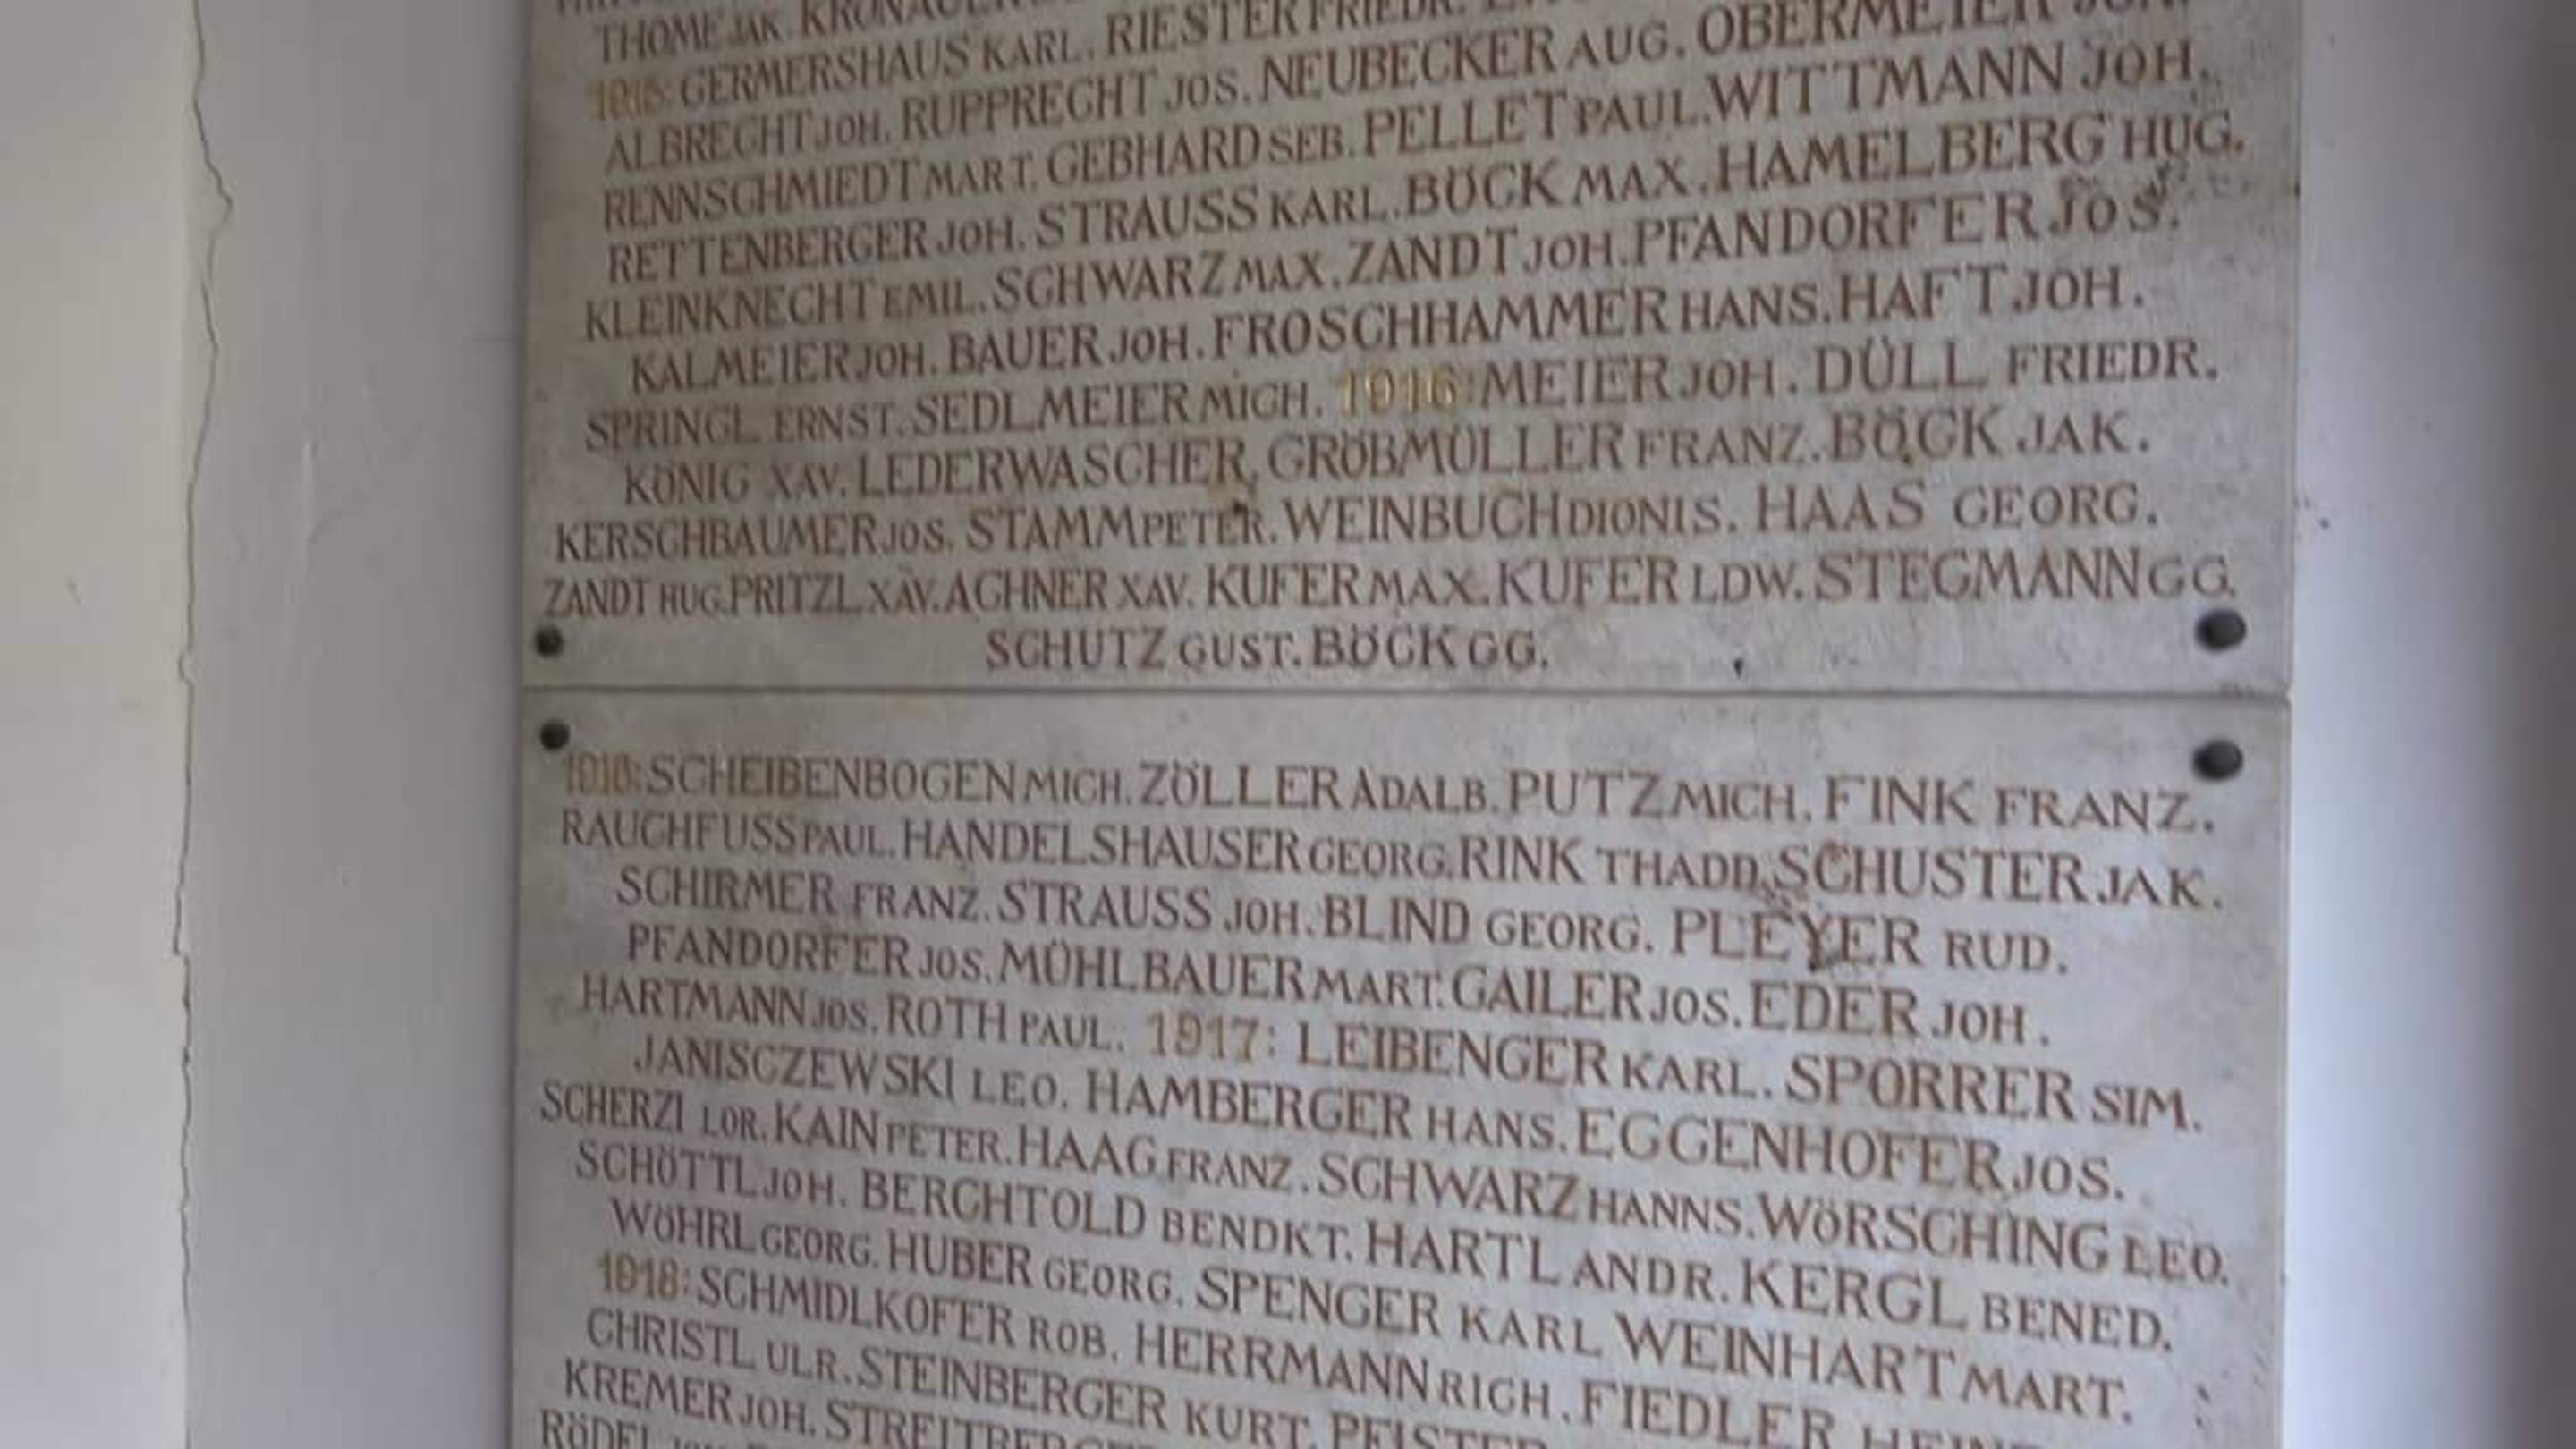 THOME JAK. KRONAUER
1915: GERMERSHAUS KARL. RIESTER FRIEDR.
ALBRECHT JOH. RUPPRECHT JOS. NEUBECKER AUG. OBERMEIER JOH.
RENNSCHMIEDT MART. GEBHARD SEB. PELLET PAUL. WITTMANN JOH.
RETTENBERGER JOH. STRAUSS KARL. BÖCK MAX. HAMELBERG HUG.
KLEINKNECHT EMIL. SCHWARZ MAX. ZANDT JOH. PFANDORFER JOS.
KALMEIER JOH. BAUER JOH. FROSCHHAMMER HANS. HAFT JOH.
SPRINGL ERNST. SEDLMEIER MICH. 1916: MEIER JOH. DÜLL FRIEDR.
KÖNIG XAV. LEDERWASCHER, GRÖBMÜLLER FRANZ. BÖCK JAK.
KERSCHBAUMER JOS. STAMM PETER. WEINBUCH DIONIS. HAAS GEORG.
ZANDT HUG. PRITZL XAV. ACHNER XAV. KUFER MAX. KUFER LDW. STEGMANN GG.
SCHUTZ GUST. BÖCK GG.
1916: SCHEIBENBOGEN MICH. ZÖLLER ADALB. PUTZ MICH. FINK FRANZ.
RAUCHFUSS PAUL. HANDELSHAUSER GEORG. RINK THADD. SCHUSTER JAK.
SCHIRMER FRANZ. STRAUSS JOH. BLIND GEORG. PLEYER RUD.
PFANDORFER JOS. MÜHLBAUER MART. GAILER JOS. EDER JOH.
HARTMANN JOS. ROTH PAUL. 1917: LEIBENGER KARL. SPORRER SIM.
JANISCZEWSKI LEO. HAMBERGER HANS. EGGENHOFER JOS.
SCHERZI LOR. KAIN PETER. HAAG FRANZ. SCHWARZ HANNS. WÖRSCHING LEO.
SCHÖTTL JOH. BERCHTOLD BENDKT. HARTL ANDR. KERGL BENED.
WÖHRL GEORG. HUBER GEORG. SPENGER KARL WEINHART MART.
1918: SCHMIDLKOFER ROB. HERRMANN RICH. FIEDLER
CHRISTL ULR. STEINBERGER KURT. PFISTER
KREMER JOH. STREITBERGER
RÖDEL